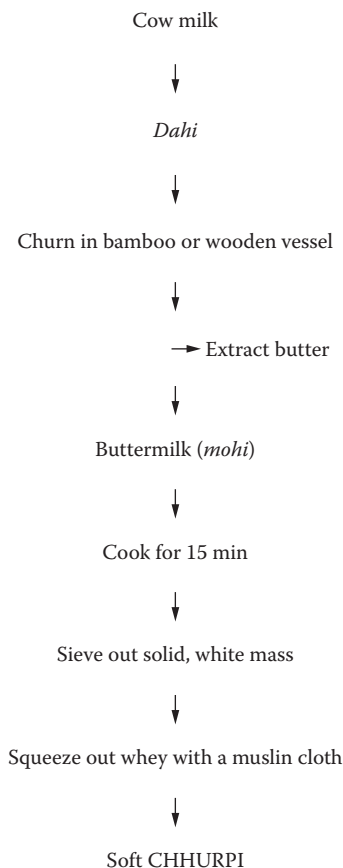 Cow milk
Dahi
Churn in bamboo or wooden vessel
Extract butter
Buttermilk (mohi)
Cook for 15 min
Sieve out solid, white mass
Squeeze out whey with a muslin cloth
Soft CHHURPI